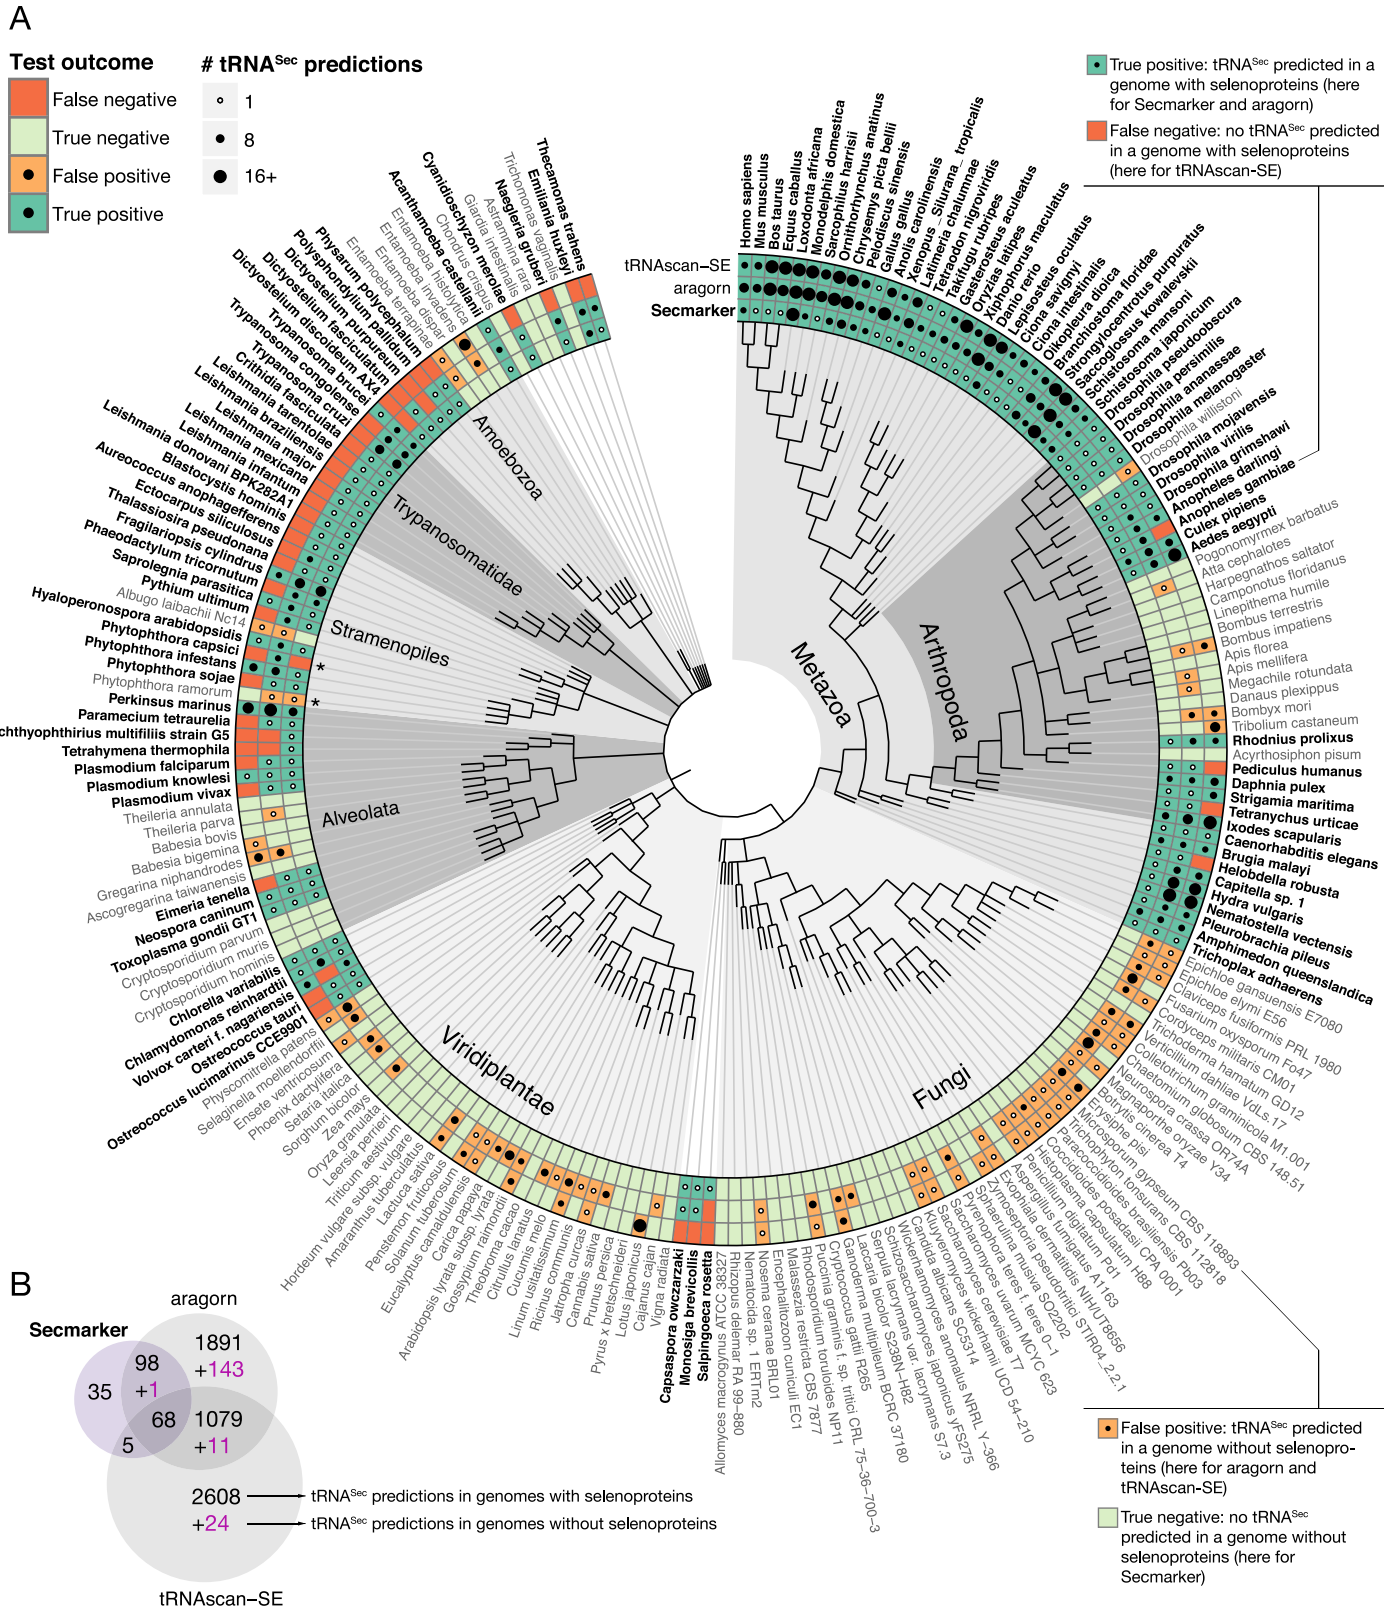 A
Test outcome
False negative
True negative
False positive
True positive
# tRNASec predictions
1
8
16+
True positive: tRNASec predicted in a
genome with selenoproteins (here
for Secmarker and aragorn)
False negative: no tRNASec predicted
in a genome with selenoproteins
(here for tRNAscan-SE)
tRNAscan−SE
aragorn
Secmarker
Homo sapiens
Mus musculus
Bos taurus
Equus caballus
Loxodonta africana
Monodelphis domestica
Sarcophilus harrisii
Ornithorhynchus anatinus
Chrysemys picta bellii
Pelodiscus sinensis
Gallus gallus
Anolis carolinensis
Xenopus_Silurana_tropicalis
Latimeria chalumnae
Tetraodon nigroviridis
Takifugu rubripes
Gasterosteus aculeatus
Oryzias latipes
Xiphophorus maculatus
Danio rerio
Lepisosteus oculatus
Ciona savignyi
Ciona intestinalis
Oikopleura dioica
Branchiostoma floridae
Strongylocentrotus purpuratus
Saccoglossus kowalevskii
Schistosoma mansoni
Schistosoma japonicum
Drosophila pseudoobscura
Drosophila persimilis
Drosophila ananassae
Drosophila melanogaster
Drosophila willistoni
Drosophila mojavensis
Drosophila virilis
Drosophila grimshawi
Anopheles darlingi
Anopheles gambiae
Culex pipiens
Aedes aegypti
Pogonomyrmex barbatus
Atta cephalotes
Harpegnathos saltator
Camponotus floridanus
Linepithema humile
Bombus terrestris
Bombus impatiens
Apis florea
Apis mellifera
Megachile rotundata
Danaus plexippus
Bombyx mori
Tribolium castaneum
Rhodnius prolixus
Acyrthosiphon pisum
Pediculus humanus
Daphnia pulex
Strigamia maritima
Tetranychus urticae
Ixodes scapularis
Caenorhabditis elegans
Brugia malayi
Helobdella robusta
Capitella sp. 1
Hydra vulgaris
Nematostella vectensis
Pleurobrachia pileus
Amphimedon queenslandica
Trichoplax adhaerens
Epichloe gansuensis E7080
Epichloe elymi E56
Claviceps fusiformis PRL 1980
Fusarium oxysporum Fo47
Cordyceps militaris CM01
Trichoderma hamatum GD12
Verticillium dahliae VdLs.17
Colletotrichum graminicola M1.001
Chaetomium globosum CBS 148.51
Neurospora crassa OR74A
Magnaporthe oryzae Y34
Botrytis cinerea T4
Erysiphe pisi
Microsporum gypseum CBS 118893
Trichophyton tonsurans CBS 112818
Paracoccidioides brasiliensis Pb03
Coccidioides posadasii CPA 0001
Histoplasma capsulatum H88
Penicillium digitatum Pd1
Aspergillus fumigatus A1163
Exophiala dermatitidis NIH/UT8656
Zymoseptoria pseudotritici STIR04_2.2.1
Sphaerulina musiva SO2202
Pyrenophora teres f. teres 0−1
Saccharomyces uvarum MCYC 623
Saccharomyces cerevisiae T7
Kluyveromyces wickerhamii UCD 54−210
Candida albicans SC5314
Wickerhamomyces anomalus NRRL Y−366
Schizosaccharomyces japonicus yFS275
Serpula lacrymans var. lacrymans S7.3
Laccaria bicolor S238N−H82
Ganoderma multipileum BCRC 37180
Cryptococcus gattii R265
Puccinia graminis f. sp. tritici CRL 75−36−700−3
Rhodosporidium toruloides NP11
Malassezia restricta CBS 7877
Encephalitozoon cuniculi EC1
Nosema ceranae BRL01
Nematocida sp. 1 ERTm2
Rhizopus delemar RA 99−880
Allomyces macrogynus ATCC 38327
Salpingoeca rosetta
Monosiga brevicollis
Capsaspora owczarzaki
Vigna radiata
Cajanus cajan
Lotus japonicus
Pyrus x bretschneideri
Prunus persica
Cannabis sativa
Jatropha curcas
Ricinus communis
Linum usitatissimum
Cucumis melo
Citrullus lanatus
Theobroma cacao
Gossypium raimondii
Arabidopsis lyrata subsp. lyrata
Carica papaya
Eucalyptus camaldulensis
Solanum tuberosum
Penstemon fruticosus
Lactuca sativa
Amaranthus tuberculatus
Hordeum vulgare subsp. vulgare
Triticum aestivum
Leersia perrieri
Oryza granulata
Zea mays
Sorghum bicolor
Setaria italica
Phoenix dactylifera
Ensete ventricosum
Selaginella moellendorffii
Physcomitrella patens
Ostreococcus lucimarinus CCE9901
Ostreococcus tauri
Volvox carteri f. nagariensis
Chlamydomonas reinhardtii
Chlorella variabilis
Cryptosporidium hominis
Cryptosporidium muris
Cryptosporidium parvum
Toxoplasma gondii GT1
Neospora caninum
Eimeria tenella
Ascogregarina taiwanensis
Gregarina niphandrodes
Babesia bigemina
Babesia bovis
Theileria parva
Theileria annulata
Plasmodium vivax
Plasmodium knowlesi
Plasmodium falciparum
Tetrahymena thermophila
chthyophthirius multifiliis strain G5
Paramecium tetraurelia
Perkinsus marinus
Phytophthora ramorum
Phytophthora sojae
Phytophthora infestans
Phytophthora capsici
Hyaloperonospora arabidopsidis
Albugo laibachii Nc14
Pythium ultimum
Saprolegnia parasitica
Phaeodactylum tricornutum
Fragilariopsis cylindrus
Thalassiosira pseudonana
Ectocarpus siliculosus
Aureococcus anophagefferens
Blastocystis hominis
Leishmania donovani BPK282A1
Leishmania infantum
Leishmania mexicana
Leishmania major
Leishmania braziliensis
Leishmania tarentolae
Crithidia fasciculata
Trypanosoma cruzi
Trypanosoma congolense
Trypanosoma brucei
Dictyostelium discoideum AX4
Dictyostelium fasciculatum
Dictyostelium purpureum
Polysphondylium pallidum
Physarum polycephalum
Entamoeba terrapinae
Entamoeba dispar
Entamoeba invadens
Entamoeba histolytica
Acanthamoeba castellanii
Chondrus crispus
Cyanidioschyzon merolae
Giardia intestinalis
Astrammina rara
Naegleria gruberi
Trichomonas vaginalis
Emiliania huxleyi
Thecamonas trahens
Metazoa
Arthropoda
Fungi
Viridiplantae
Alveolata
Stramenopiles
Trypanosomatidae
Amoebozoa
*
*
B
aragorn
Secmarker
1891
+143
98
+1
35
68
1079
+11
5
2608
+24
tRNASec predictions in genomes with selenoproteins
tRNASec predictions in genomes without selenoproteins
tRNAscan−SE
False positive: tRNASec predicted
in a genome without selenopro-
teins (here for aragorn and
tRNAscan-SE)
True negative: no tRNASec
predicted in a genome without
selenoproteins (here for
Secmarker)